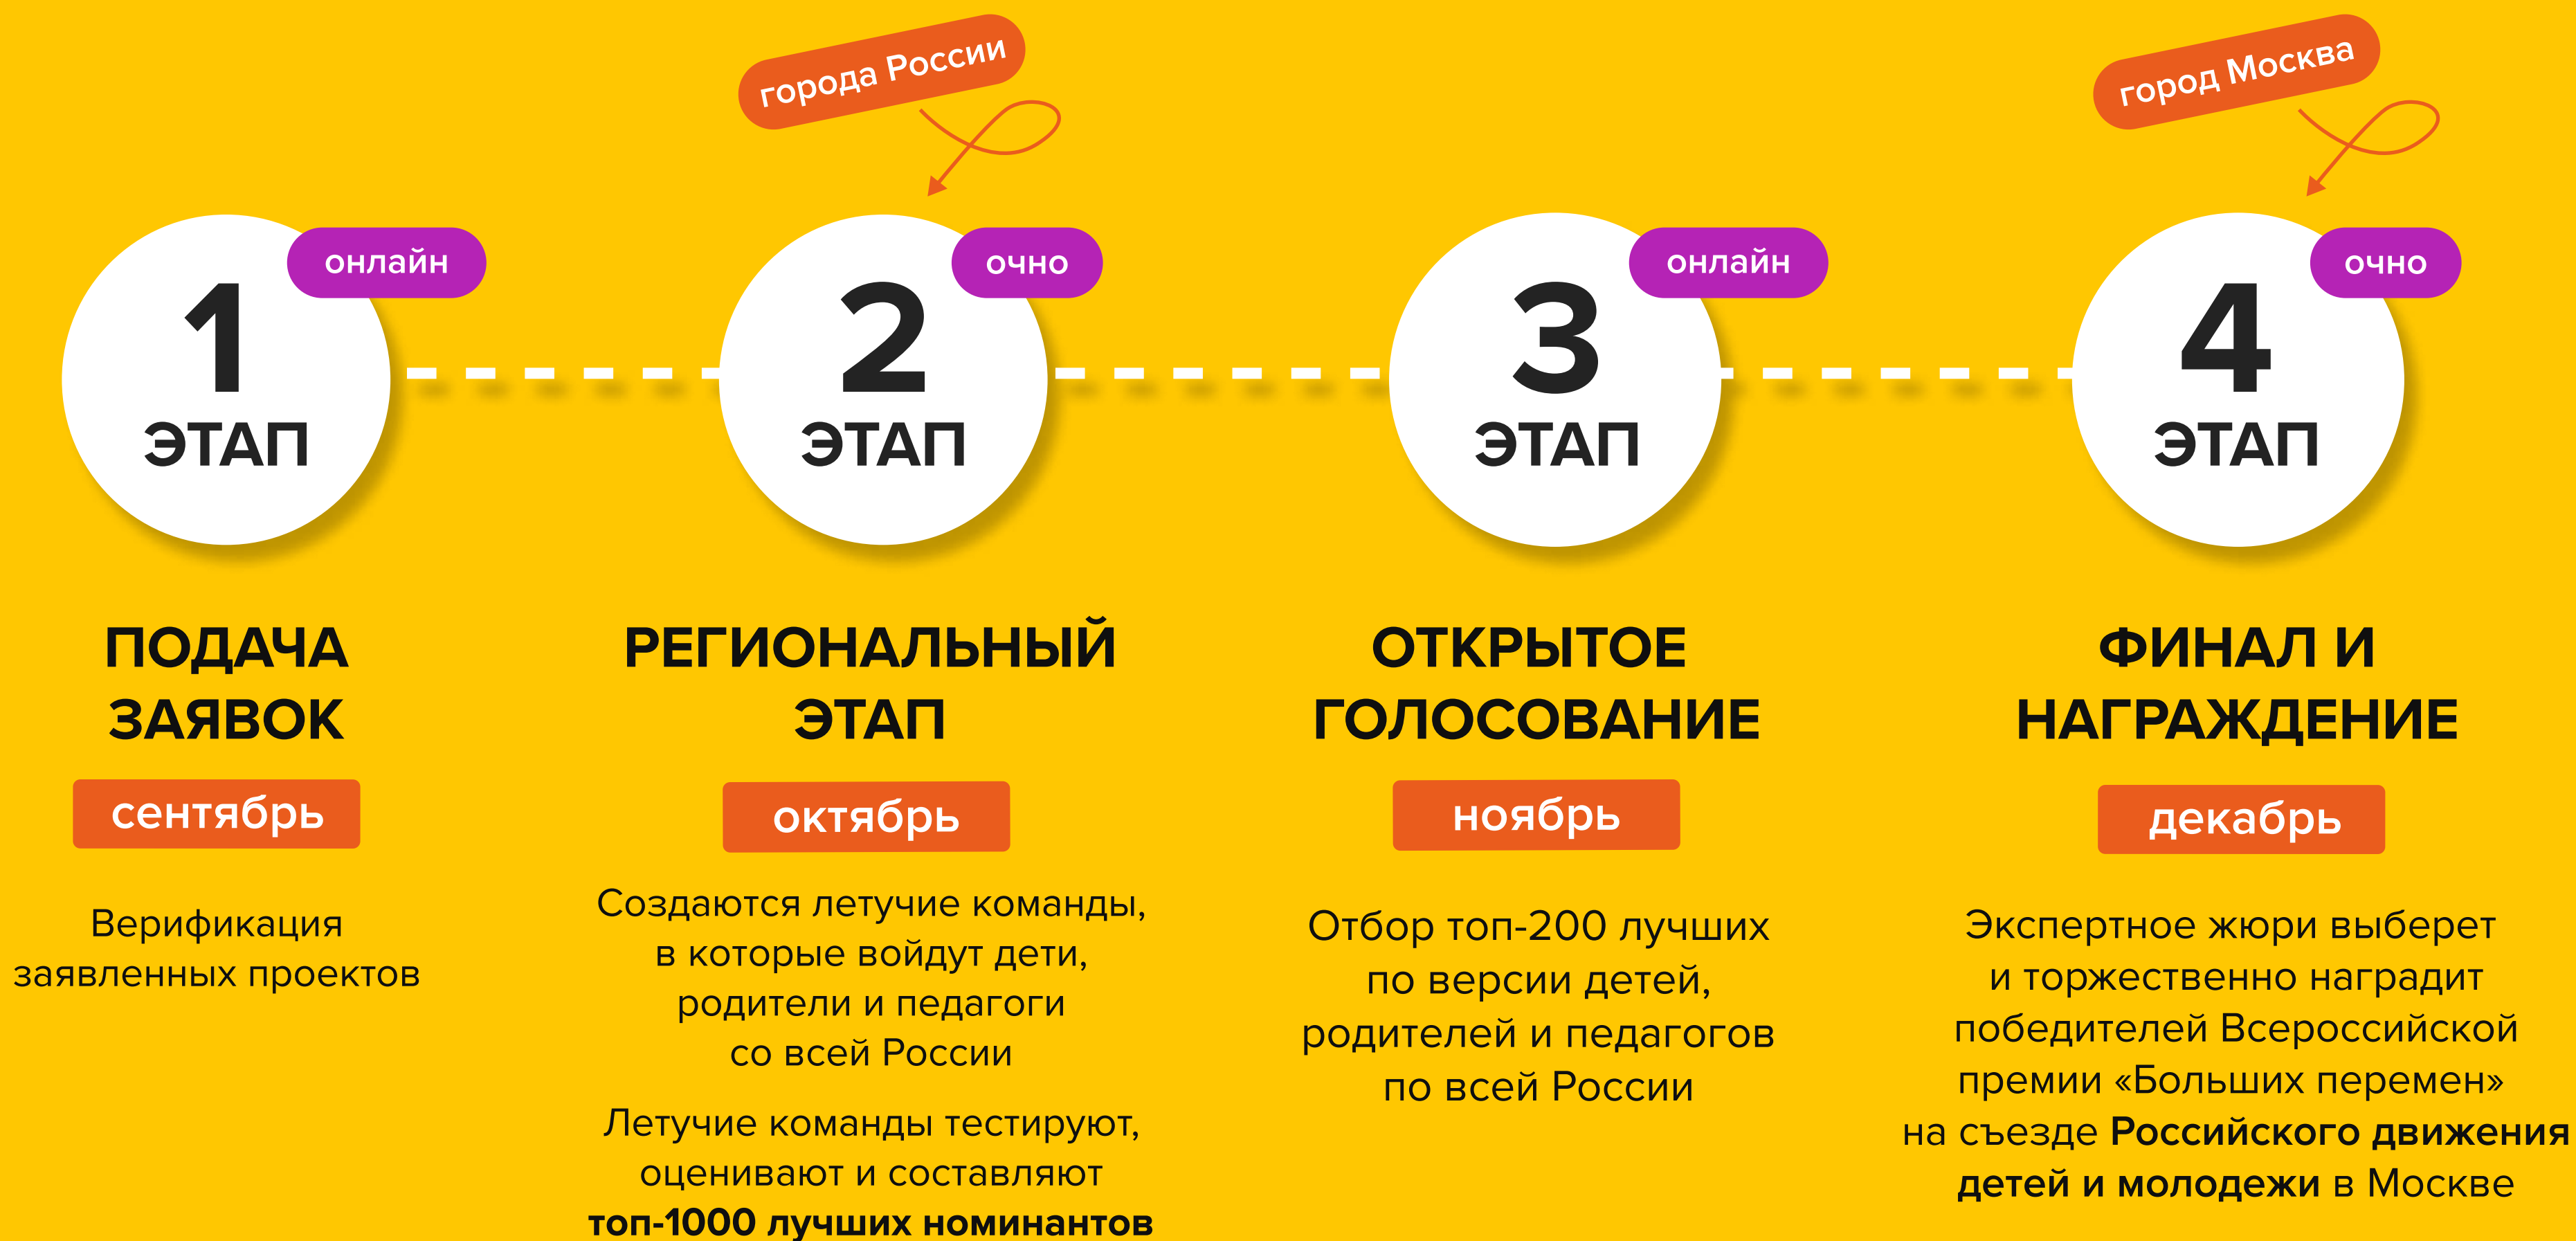 города России
город Москва
1
ЭТАП
онлайн
2
ЭТАП
очно
3
ЭТАП
онлайн
4
ЭТАП
очно
ПОДАЧА
ЗАЯВОК
сентябрь
Верификация
заявленных проектов
РЕГИОНАЛЬНЫЙ
ЭТАП
октябрь
Создаются летучие команды,
в которые войдут дети,
родители и педагоги
со всей России
Летучие команды тестируют,
оценивают и составляют
топ-1000 лучших номинантов
ОТКРЫТОЕ
ГОЛОСОВАНИЕ
ноябрь
Отбор топ-200 лучших
по версии детей,
родителей и педагогов
по всей России
ФИНАЛ И
НАГРАЖДЕНИЕ
декабрь
Экспертное жюри выберет
и торжественно наградит
победителей Всероссийской
премии «Больших перемен»
на съезде Российского движения
детей и молодежи в Москве